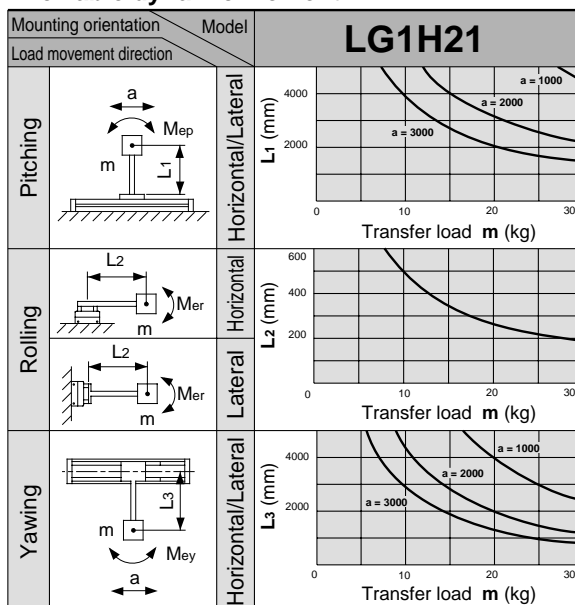 Mounting orientation
Model
Load movement direction
LG1H21
Pitching
a
Mep
m
L1
Horizontal/Lateral
L1 (mm)
4000
2000
a = 1000
a = 2000
a = 3000
0
10
20
30
Transfer load m (kg)
Rolling
L2
Mer
m
Horizontal
L2
Mer
m
Lateral
L2 (mm)
600
400
200
0
10
20
30
Transfer load m (kg)
Yawing
L3
m
Mey
a
Horizontal/Lateral
L3 (mm)
4000
2000
a = 1000
a = 2000
a = 3000
0
10
20
30
Transfer load m (kg)